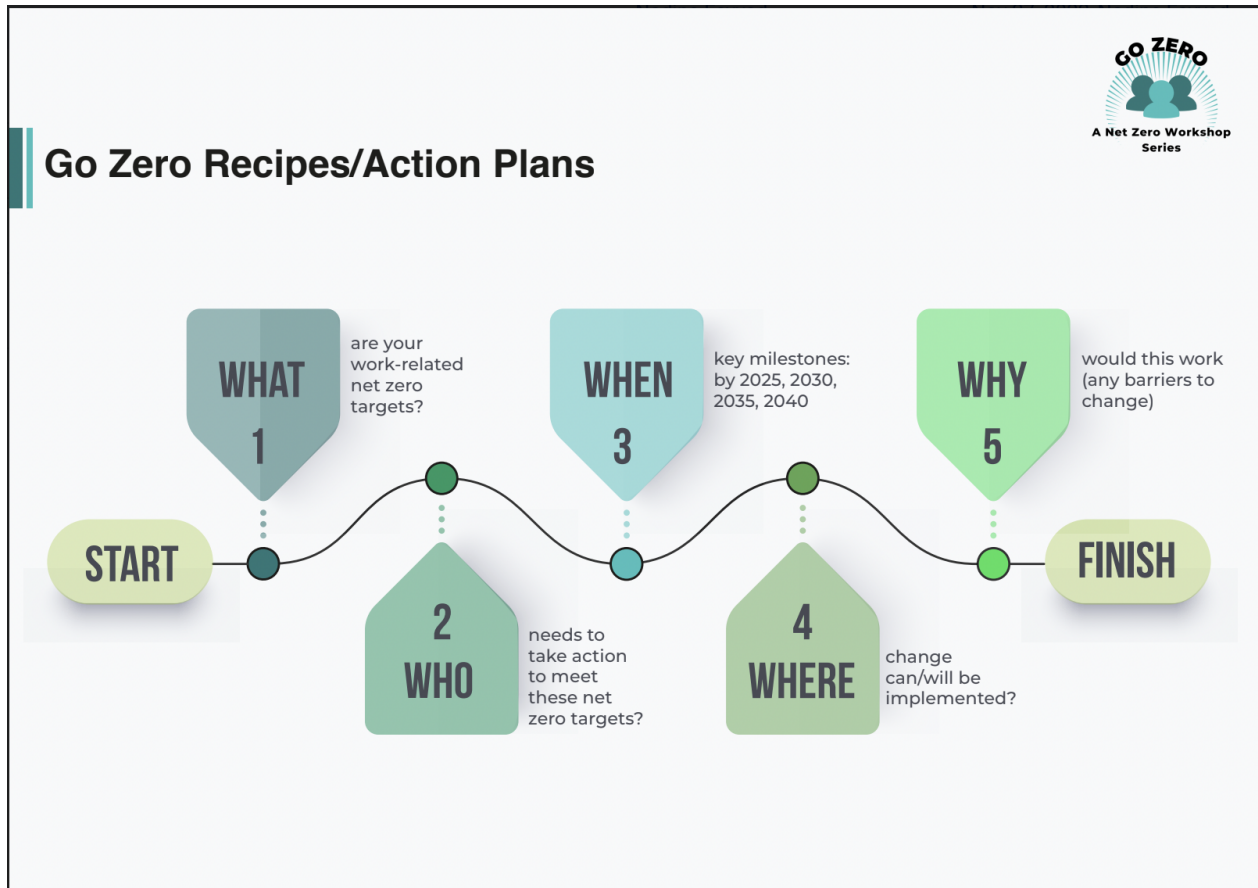 GO ZERO
A Net Zero Workshop
Series
Go Zero Recipes/Action Plans
START
WHAT
1
are your
work-related
net zero
targets?
2
WHO
needs to
take action
to meet
these net
zero targets?
WHEN
3
key milestones:
by 2025, 2030,
2035, 2040
4
WHERE
change
can/will be
implemented?
WHY
5
would this work
(any barriers to
change)
FINISH